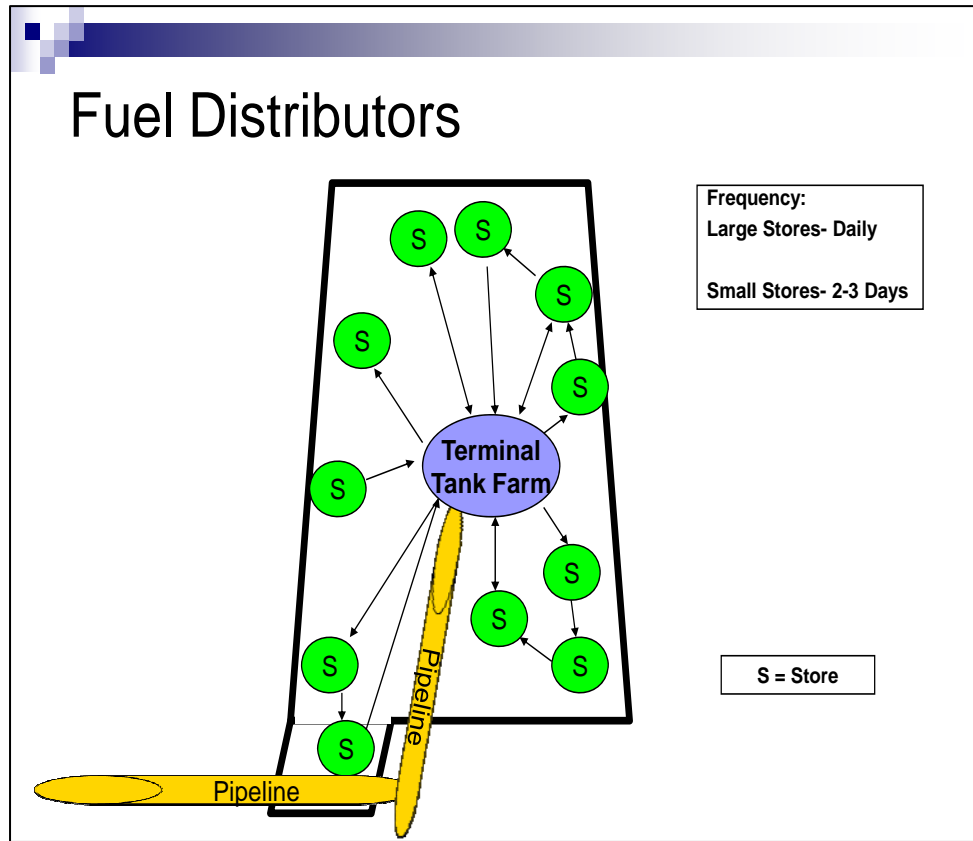 Fuel Distributors
Frequency:
Large Stores- Daily
Small Stores- 2-3 Days
S
S
S
S
S
Terminal
Tank Farm
S
S
S
S
S
S
S = Store
Pipeline
Pipeline